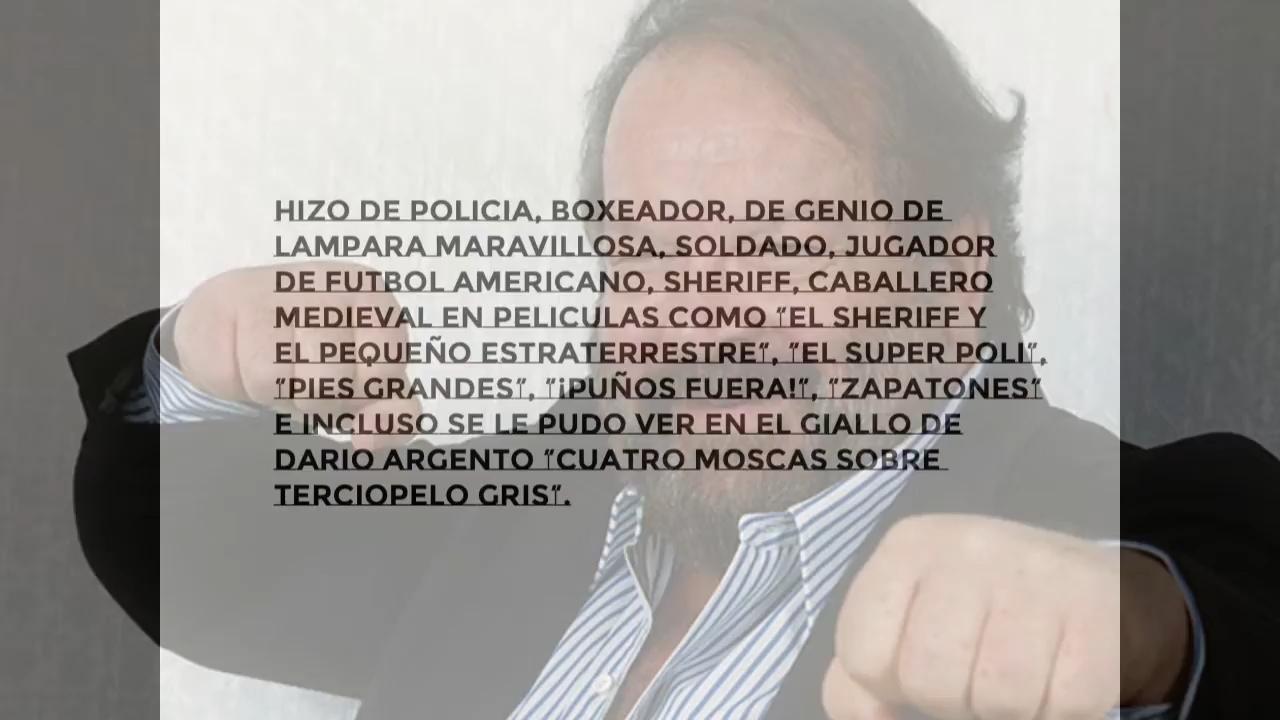 HIZO DE POLICIA, BOXEADOR, DE GENIO DE
LAMPARA MARAVILLOSA, SOLDADO, JUGADOR
DE FUTBOL AMERICANO, SHERIFF, CABALLERO
MEDIEVAL EN PELICULAS COMO "EL SHERIFF Y
EL PEQUEÑO ESTRATERRESTRE", "EL SUPER POLI",
"PIES GRANDES", "¡PUÑOS FUERA!", "ZAPATONES"
E INCLUSO SE LE PUDO VER EN EL GIALLO DE
DARIO ARGENTO "CUATRO MOSCAS SOBRE
TERCIOPELO GRIS".